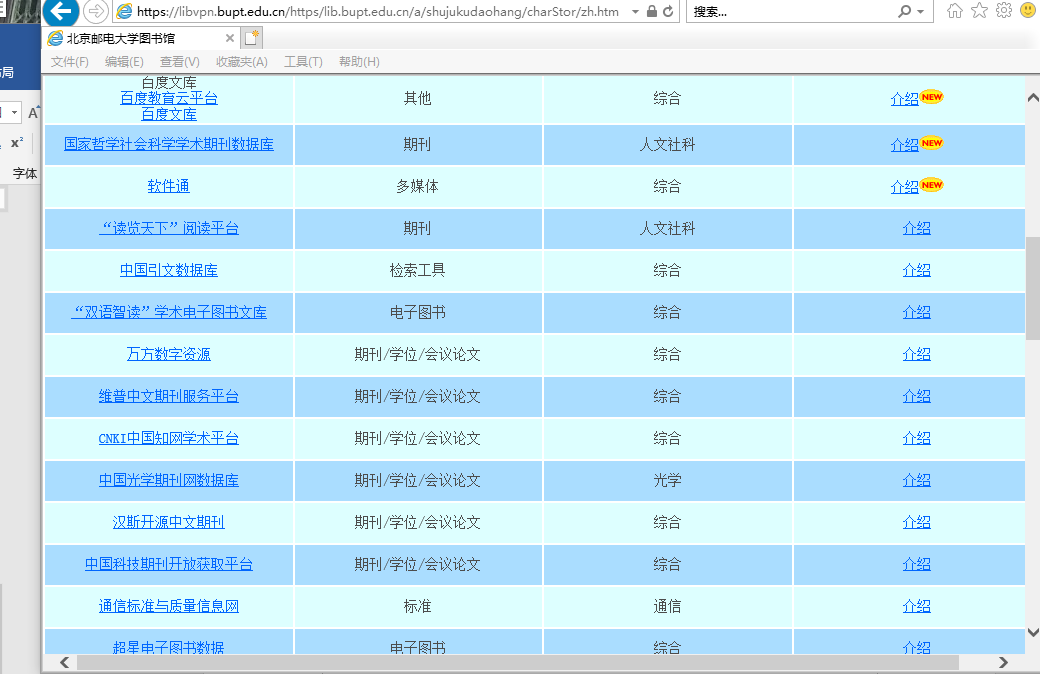 https://libvpn.bupt.edu.cn/https/lib.bupt.edu.cn/a/shujukudaohang/charStor/zh.htm
搜索...
北京邮电大学图书馆
文件(F) 编辑(E) 查看(V) 收藏夹(A) 工具(T) 帮助(H)
局
A
x²
字体
百度文库
百度教育云平台
百度文库
其他 综合 介绍 NEW
国家哲学社会科学学术期刊数据库 期刊 人文社科 介绍 NEW
软件通 多媒体 综合 介绍 NEW
“读览天下”阅读平台 期刊 人文社科 介绍
中国引文数据库 检索工具 综合 介绍
“双语智读”学术电子图书文库 电子图书 综合 介绍
万方数字资源 期刊/学位/会议论文 综合 介绍
维普中文期刊服务平台 期刊/学位/会议论文 综合 介绍
CNKI中国知网学术平台 期刊/学位/会议论文 综合 介绍
中国光学期刊网数据库 期刊/学位/会议论文 光学 介绍
汉斯开源中文期刊 期刊/学位/会议论文 综合 介绍
中国科技期刊开放获取平台 期刊/学位/会议论文 综合 介绍
通信标准与质量信息网 标准 通信 介绍
超星电子图书数据 电子图书 综合 介绍